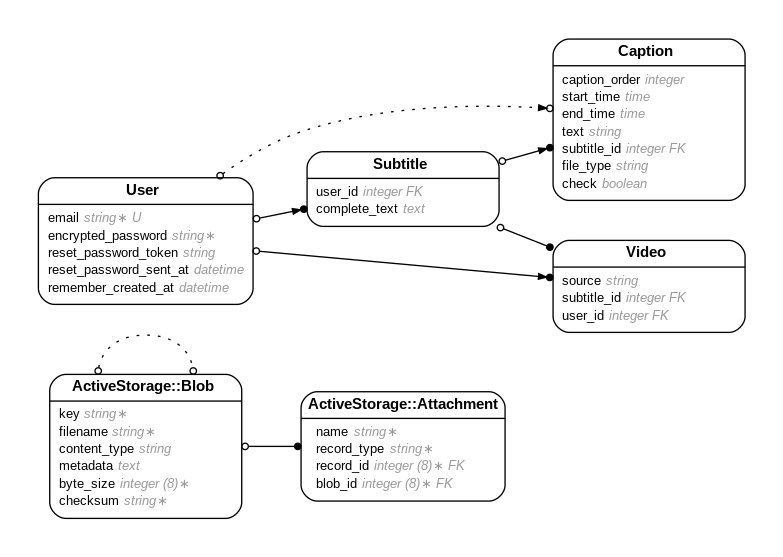 Caption
caption_order integer
start_time time
end_time time
text string
subtitle_id integer FK
file_type string
check boolean
Subtitle
user_id integer FK
complete_text text
User
email string∗ U
encrypted_password string∗
reset_password_token string
reset_password_sent_at datetime
remember_created_at datetime
Video
source string
subtitle_id integer FK
user_id integer FK
ActiveStorage::Blob
key string∗
filename string∗
content_type string
metadata text
byte_size integer (8)∗
checksum string∗
ActiveStorage::Attachment
name string∗
record_type string∗
record_id integer (8)∗ FK
blob_id integer (8)∗ FK